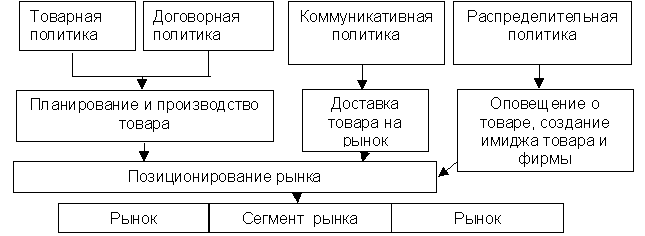 Товарная
политика
Договорная
политика
Коммуникативная
политика
Распределительная
политика
Планирование и производство
товара
Доставка
товара на
рынок
Оповещение о
товаре, создание
имиджа товара и
фирмы
Позиционирование рынка
Рынок
Сегмент рынка
Рынок